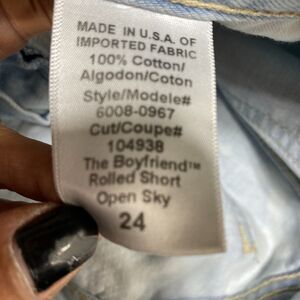 MADE IN U.S.A. OF
IMPORTED FABRIC
100% Cotton/
Algodon/Coton
Style/Modele#
6008-0967
Cut/Coupe#
104938
The Boyfriend™
Rolled Short
Open Sky
24